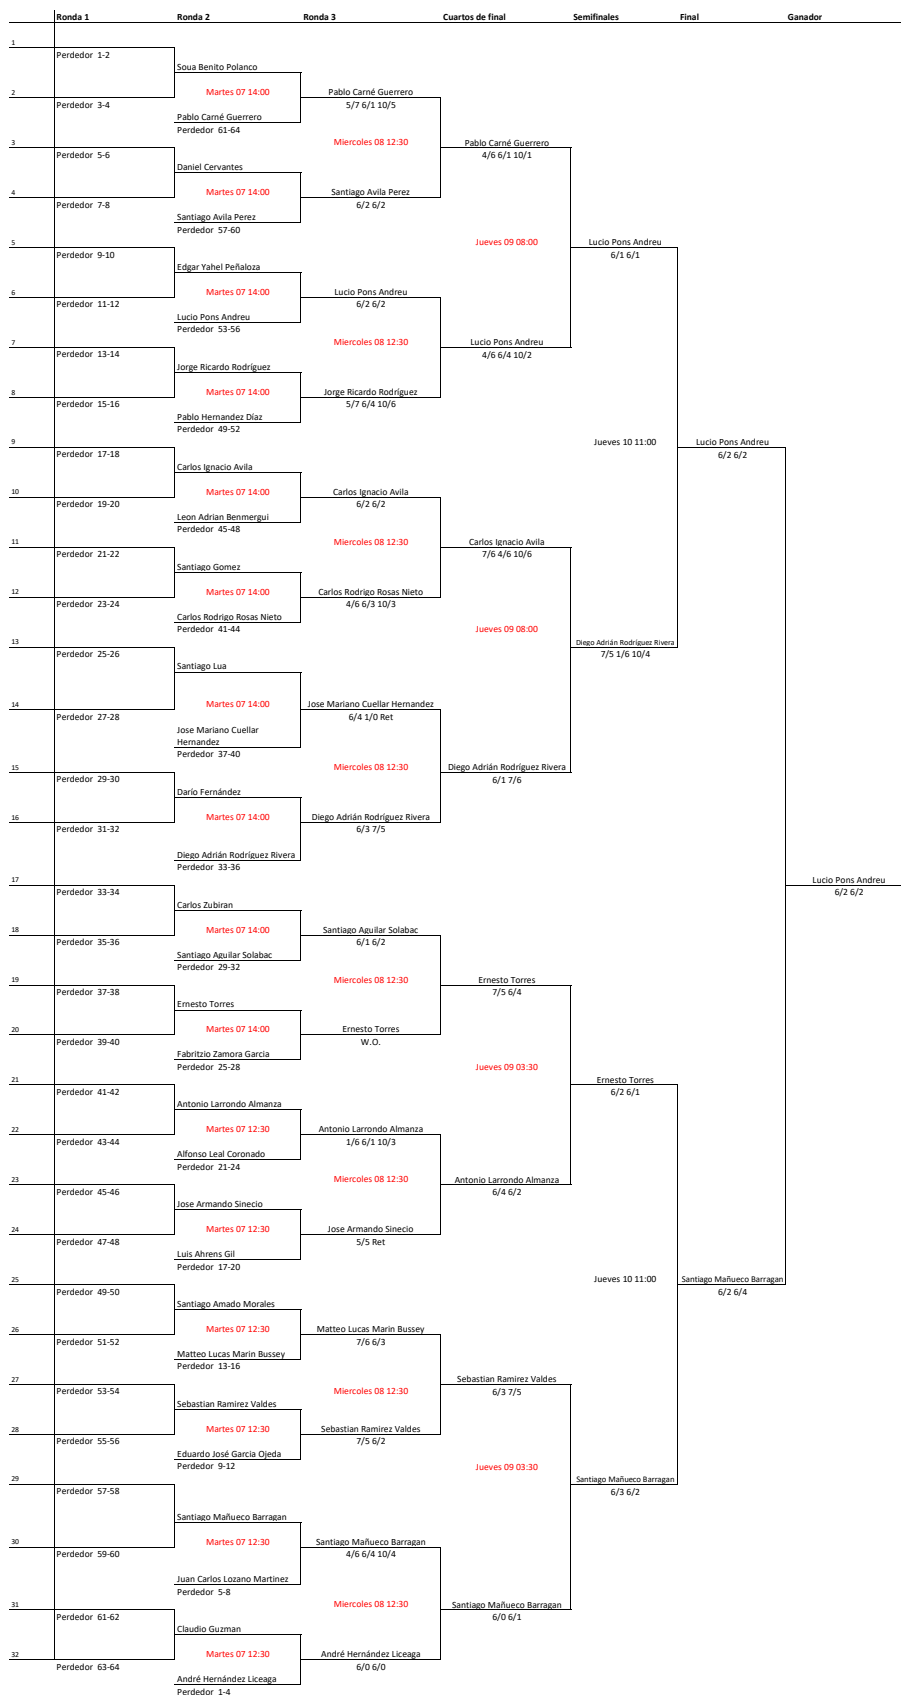 Ronda 1 Ronda 2 Ronda 3 Cuartos de final Semifinales Final Ganador
1
Perdedor 1-2
Soua Benito Polanco
2 Martes 07 14:00 Pablo Carné Guerrero
Perdedor 3-4 5/7 6/1 10/5
Pablo Carné Guerrero
Perdedor 61-64
3 Miercoles 08 12:30 Pablo Carné Guerrero
Perdedor 5-6 4/6 6/1 10/1
Daniel Cervantes
4 Martes 07 14:00 Santiago Avila Perez
Perdedor 7-8 6/2 6/2
Santiago Avila Perez
Perdedor 57-60
5 Jueves 09 08:00 Lucio Pons Andreu
Perdedor 9-10 6/1 6/1
Edgar Yahel Peñaloza
6 Martes 07 14:00 Lucio Pons Andreu
Perdedor 11-12 6/2 6/2
Lucio Pons Andreu
Perdedor 53-56
7 Miercoles 08 12:30 Lucio Pons Andreu
Perdedor 13-14 4/6 6/4 10/2
Jorge Ricardo Rodríguez
8 Martes 07 14:00 Jorge Ricardo Rodríguez
Perdedor 15-16 5/7 6/4 10/6
Pablo Hernandez Díaz
Perdedor 49-52
9 Jueves 10 11:00 Lucio Pons Andreu
Perdedor 17-18 6/2 6/2
Carlos Ignacio Avila
10 Martes 07 14:00 Carlos Ignacio Avila
Perdedor 19-20 6/2 6/2
Leon Adrian Benmergui
Perdedor 45-48
11 Miercoles 08 12:30 Carlos Ignacio Avila
Perdedor 21-22 7/6 4/6 10/6
Santiago Gomez
12 Martes 07 14:00 Carlos Rodrigo Rosas Nieto
Perdedor 23-24 4/6 6/3 10/3
Carlos Rodrigo Rosas Nieto
Perdedor 41-44 Jueves 09 08:00
13 Diego Adrián Rodríguez Rivera
Perdedor 25-26 7/5 1/6 10/4
Santiago Lua
14 Martes 07 14:00 Jose Mariano Cuellar Hernandez
Perdedor 27-28 6/4 1/0 Ret
Jose Mariano Cuellar
Hernandez
Perdedor 37-40
15 Miercoles 08 12:30 Diego Adrián Rodríguez Rivera
Perdedor 29-30 6/1 7/6
Darío Fernández
16 Martes 07 14:00 Diego Adrián Rodríguez Rivera
Perdedor 31-32 6/3 7/5
Diego Adrián Rodríguez Rivera
Perdedor 33-36
17 Lucio Pons Andreu
Perdedor 33-34 6/2 6/2
Carlos Zubiran
18 Martes 07 14:00 Santiago Aguilar Solabac
Perdedor 35-36 6/1 6/2
Santiago Aguilar Solabac
Perdedor 29-32
19 Miercoles 08 12:30 Ernesto Torres
Perdedor 37-38 7/5 6/4
Ernesto Torres
20 Martes 07 14:00 Ernesto Torres
Perdedor 39-40 W.O.
Fabritzio Zamora Garcia
Perdedor 25-28 Jueves 09 03:30
21 Ernesto Torres
Perdedor 41-42 6/2 6/1
Antonio Larrondo Almanza
22 Martes 07 12:30 Antonio Larrondo Almanza
Perdedor 43-44 1/6 6/1 10/3
Alfonso Leal Coronado
Perdedor 21-24
23 Miercoles 08 12:30 Antonio Larrondo Almanza
Perdedor 45-46 6/4 6/2
Jose Armando Sinecio
24 Martes 07 12:30 Jose Armando Sinecio
Perdedor 47-48 5/5 Ret
Luis Ahrens Gil
Perdedor 17-20
25 Jueves 10 11:00 Santiago Mañueco Barragan
Perdedor 49-50 6/2 6/4
Santiago Amado Morales
26 Martes 07 12:30 Matteo Lucas Marin Bussey
Perdedor 51-52 7/6 6/3
Matteo Lucas Marin Bussey
Perdedor 13-16
27 Miercoles 08 12:30 Sebastian Ramirez Valdes
Perdedor 53-54 6/3 7/5
Sebastian Ramirez Valdes
28 Martes 07 12:30 Sebastian Ramirez Valdes
Perdedor 55-56 7/5 6/2
Eduardo José Garcia Ojeda
Perdedor 9-12 Jueves 09 03:30
29 Santiago Mañueco Barragan
Perdedor 57-58 6/3 6/2
Santiago Mañueco Barragan
30 Martes 07 12:30 Santiago Mañueco Barragan
Perdedor 59-60 4/6 6/4 10/4
Juan Carlos Lozano Martinez
Perdedor 5-8
31 Miercoles 08 12:30 Santiago Mañueco Barragan
Perdedor 61-62 6/0 6/1
Claudio Guzman
32 Martes 07 12:30 André Hernández Liceaga
Perdedor 63-64 6/0 6/0
André Hernández Liceaga
Perdedor 1-4